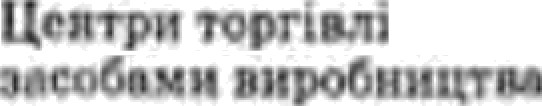 Центри торгівлі
засобами виробництва